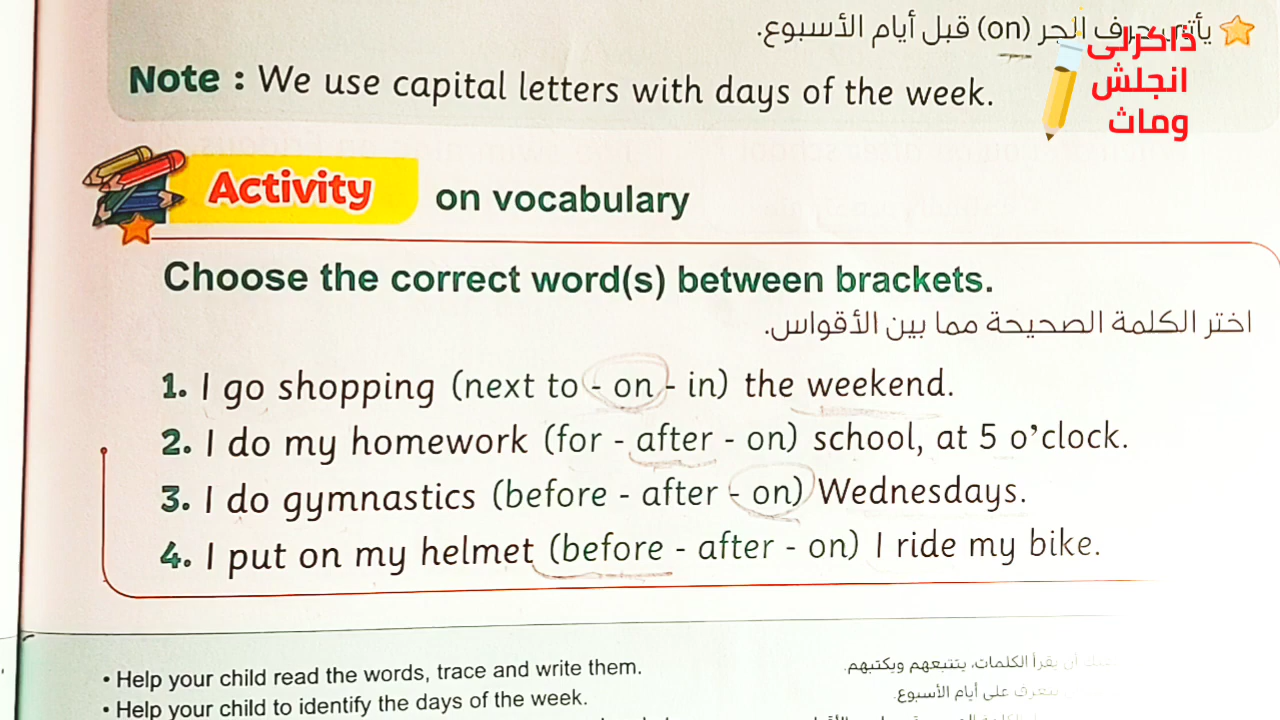 يأتي حرف الجر (on) قبل أيام الأسبوع.
ذاكرلى
انجلش
وماث
Note : We use capital letters with days of the week.
Activity on vocabulary
Choose the correct word(s) between brackets.
اختر الكلمة الصحيحة مما بين الأقواس.
1. I go shopping (next to - on - in) the weekend.
2. I do my homework (for - after - on) school, at 5 o'clock.
3. I do gymnastics (before - after - on) Wednesdays.
4. I put on my helmet (before - after - on) I ride my bike.
• Help your child read the words, trace and write them.
أن يقرأ الكلمات، يتتبعهم ويكتبهم.
• Help your child to identify the days of the week.
على أيام الأسبوع.